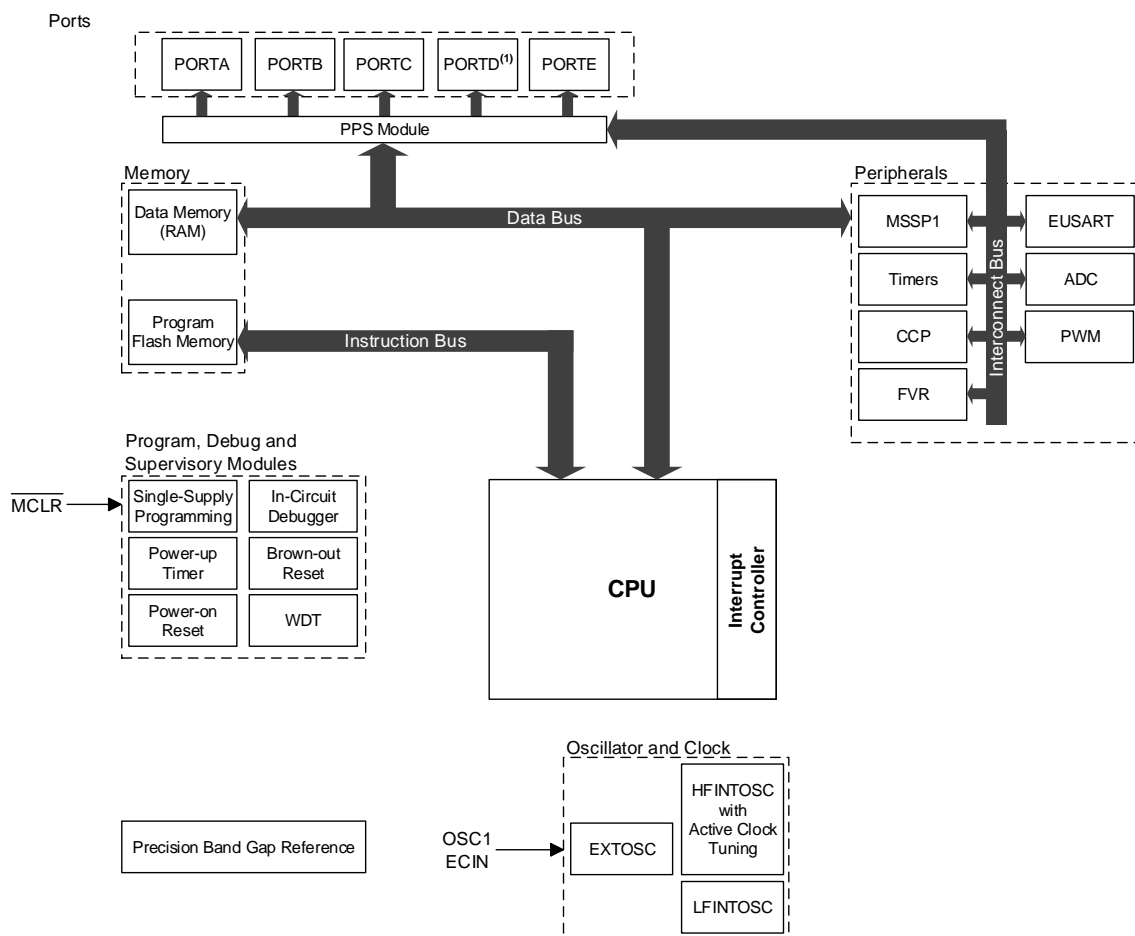 Ports
PORTA
PORTB
PORTC
PORTD(1)
PORTE
PPS Module
Memory
Data Memory
(RAM)
Program
Flash Memory
Data Bus
Instruction Bus
Peripherals
MSSP1
EUSART
Timers
ADC
CCP
PWM
FVR
Interconnect Bus
Program, Debug and
Supervisory Modules
MCLR
Single-Supply
Programming
In-Circuit
Debugger
Power-up
Timer
Brown-out
Reset
Power-on
Reset
WDT
CPU
Interrupt
Controller
Oscillator and Clock
HFINTOSC
with
Active Clock
Tuning
OSC1
ECIN
EXTOSC
LFINTOSC
Precision Band Gap Reference